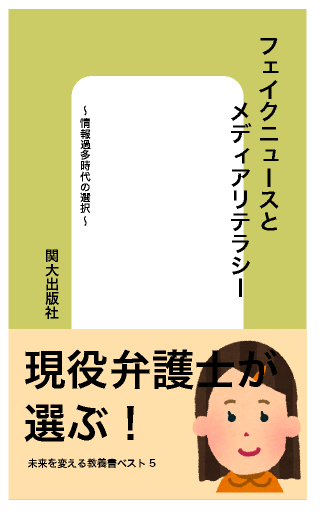 フェイクニュースと
メディアリテラシー
～情報過多時代の選択～
関大出版社
現役弁護士が
選ぶ！
未来を変える教養書ベスト5